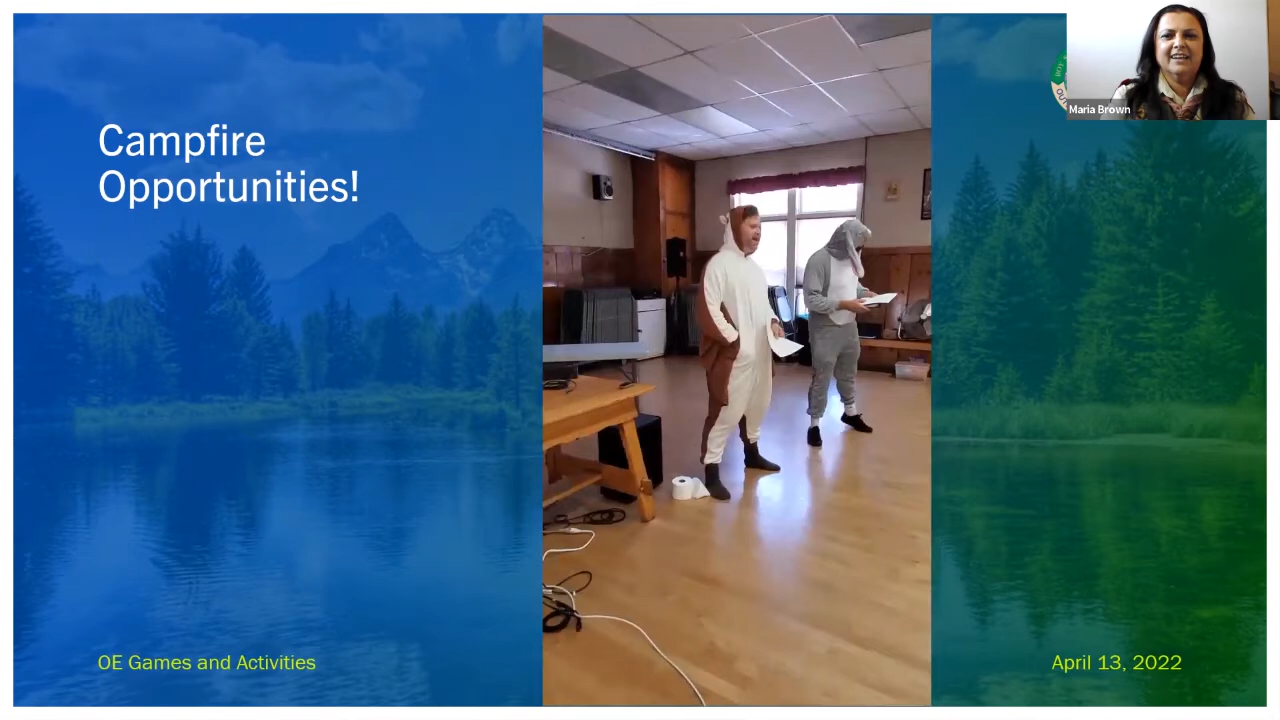 Campfire
Opportunities!
Maria Brown
OE Games and Activities
April 13, 2022